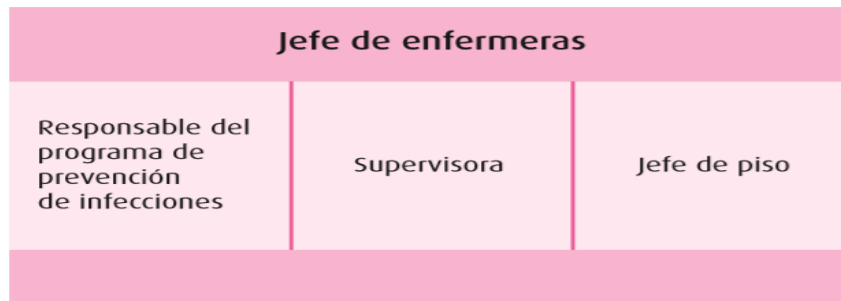 Jefe de enfermeras
Responsable del
programa de
prevención
de infecciones
Supervisora
Jefe de piso